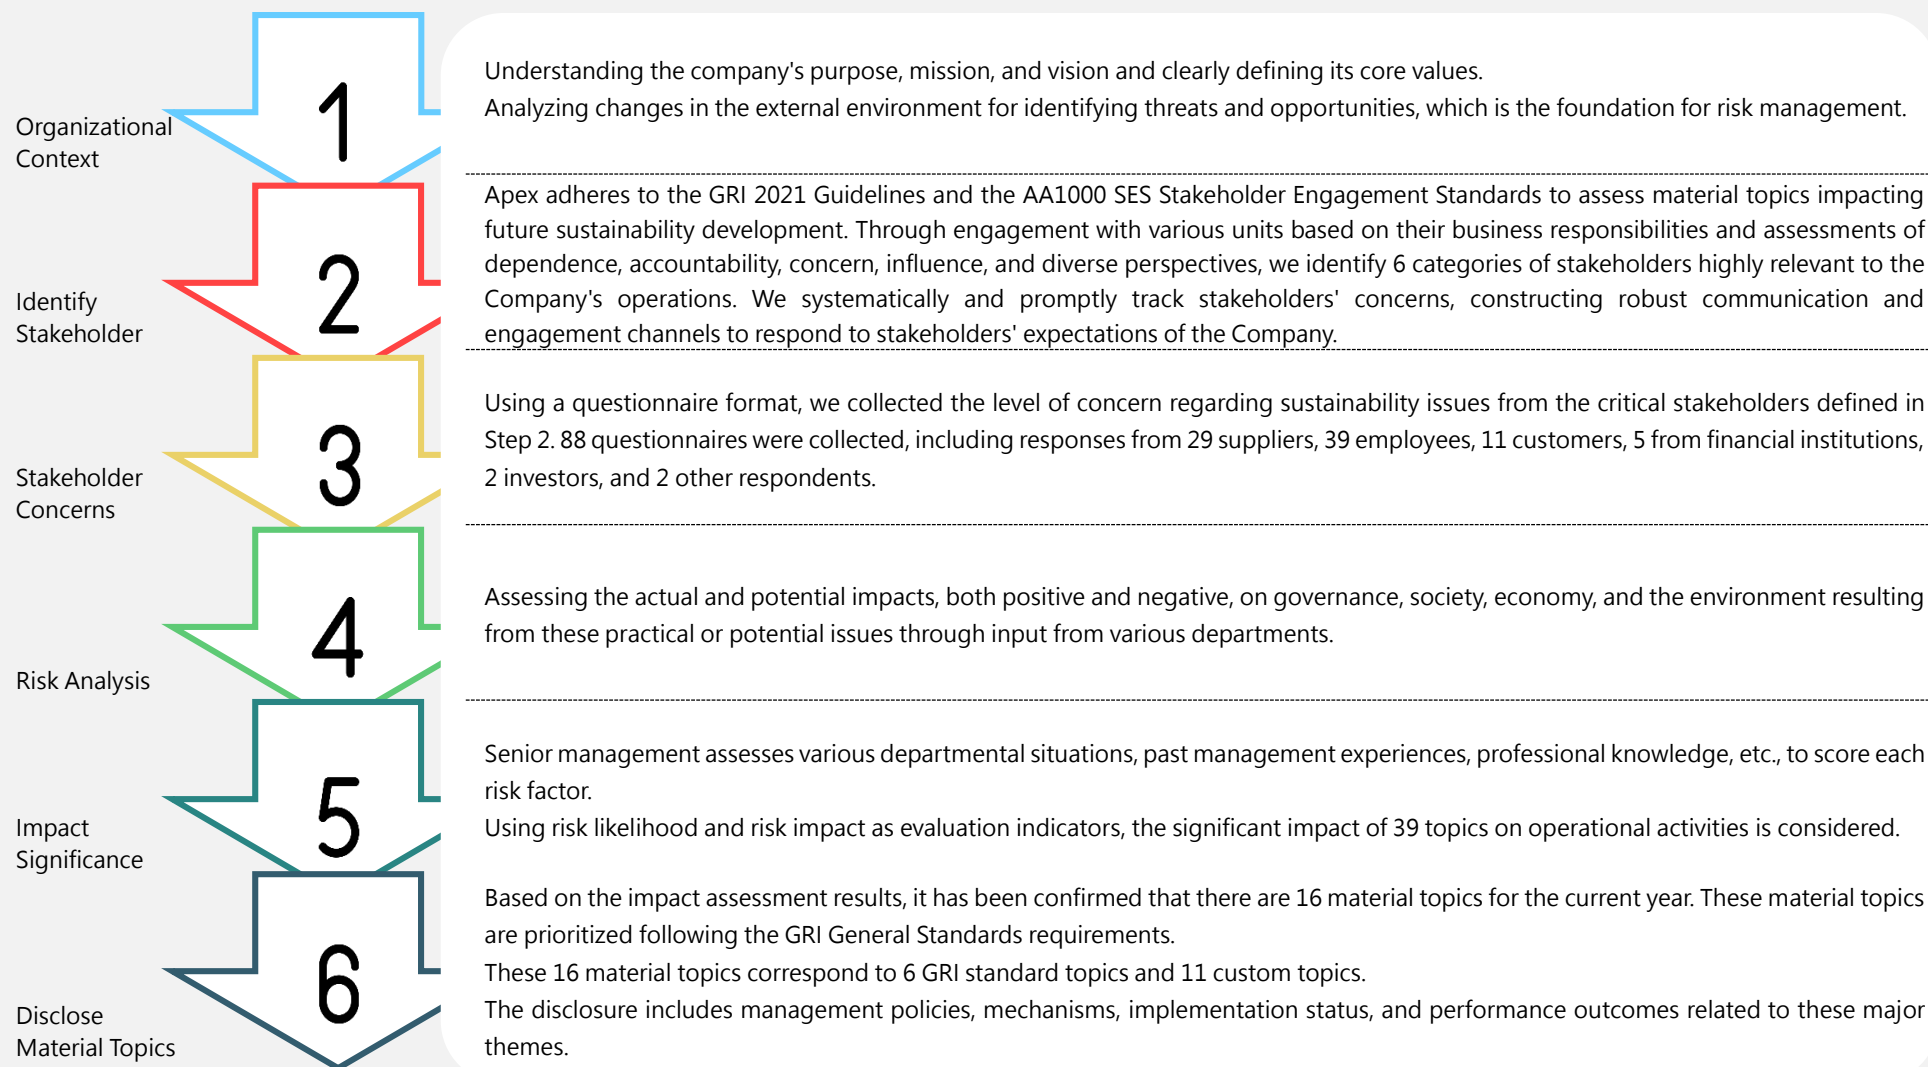 1
Organizational
Context
Understanding the company's purpose, mission, and vision and clearly defining its core values.
Analyzing changes in the external environment for identifying threats and opportunities, which is the foundation for risk management.
2
Identify
Stakeholder
Apex adheres to the GRI 2021 Guidelines and the AA1000 SES Stakeholder Engagement Standards to assess material topics impacting
future sustainability development. Through engagement with various units based on their business responsibilities and assessments of
dependence, accountability, concern, influence, and diverse perspectives, we identify 6 categories of stakeholders highly relevant to the
Company's operations. We systematically and promptly track stakeholders' concerns, constructing robust communication and
engagement channels to respond to stakeholders' expectations of the Company.
3
Stakeholder
Concerns
Using a questionnaire format, we collected the level of concern regarding sustainability issues from the critical stakeholders defined in
Step 2. 88 questionnaires were collected, including responses from 29 suppliers, 39 employees, 11 customers, 5 from financial institutions,
2 investors, and 2 other respondents.
4
Risk Analysis
Assessing the actual and potential impacts, both positive and negative, on governance, society, economy, and the environment resulting
from these practical or potential issues through input from various departments.
5
Impact
Significance
Senior management assesses various departmental situations, past management experiences, professional knowledge, etc., to score each
risk factor.
Using risk likelihood and risk impact as evaluation indicators, the significant impact of 39 topics on operational activities is considered.
6
Disclose
Material Topics
Based on the impact assessment results, it has been confirmed that there are 16 material topics for the current year. These material topics
are prioritized following the GRI General Standards requirements.
These 16 material topics correspond to 6 GRI standard topics and 11 custom topics.
The disclosure includes management policies, mechanisms, implementation status, and performance outcomes related to these major
themes.